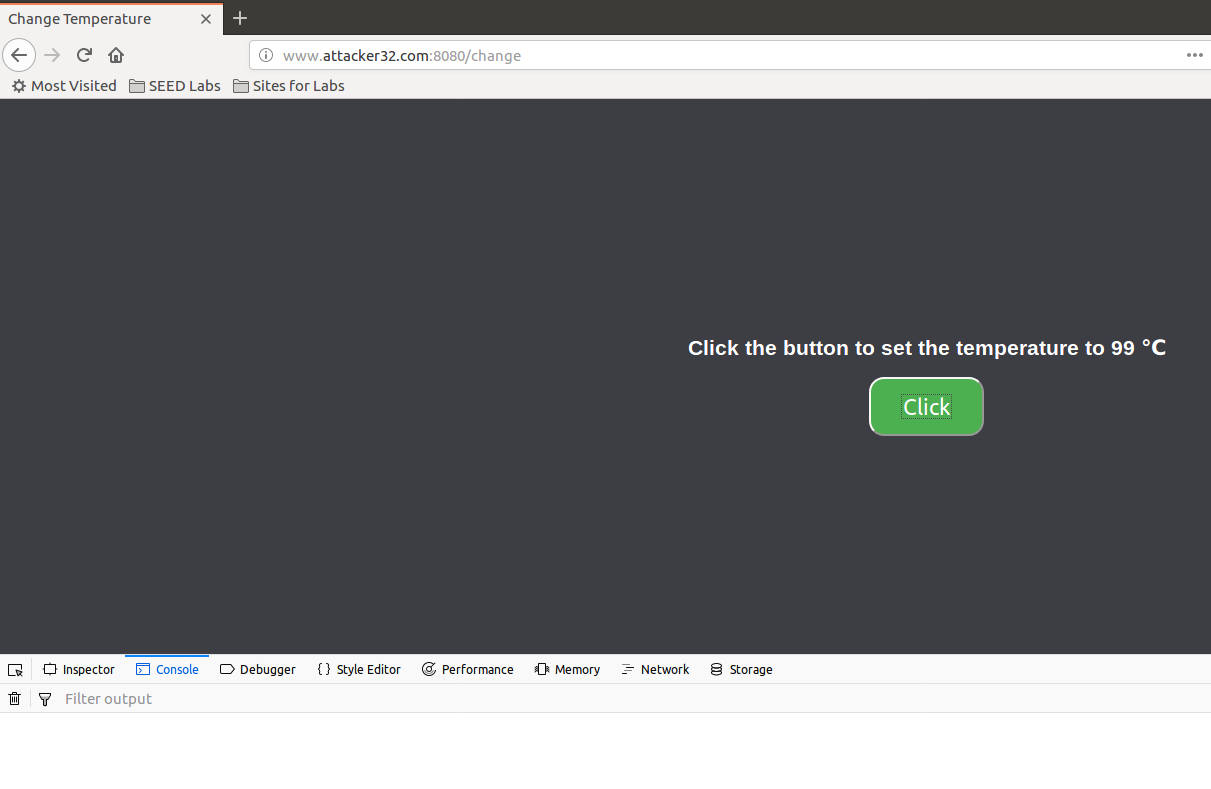 Change Temperature
www.attacker32.com:8080/change
Most Visited SEED Labs Sites for Labs
Click the button to set the temperature to 99 °C
Click
Inspector Console Debugger Style Editor Performance Memory Network Storage
Filter output